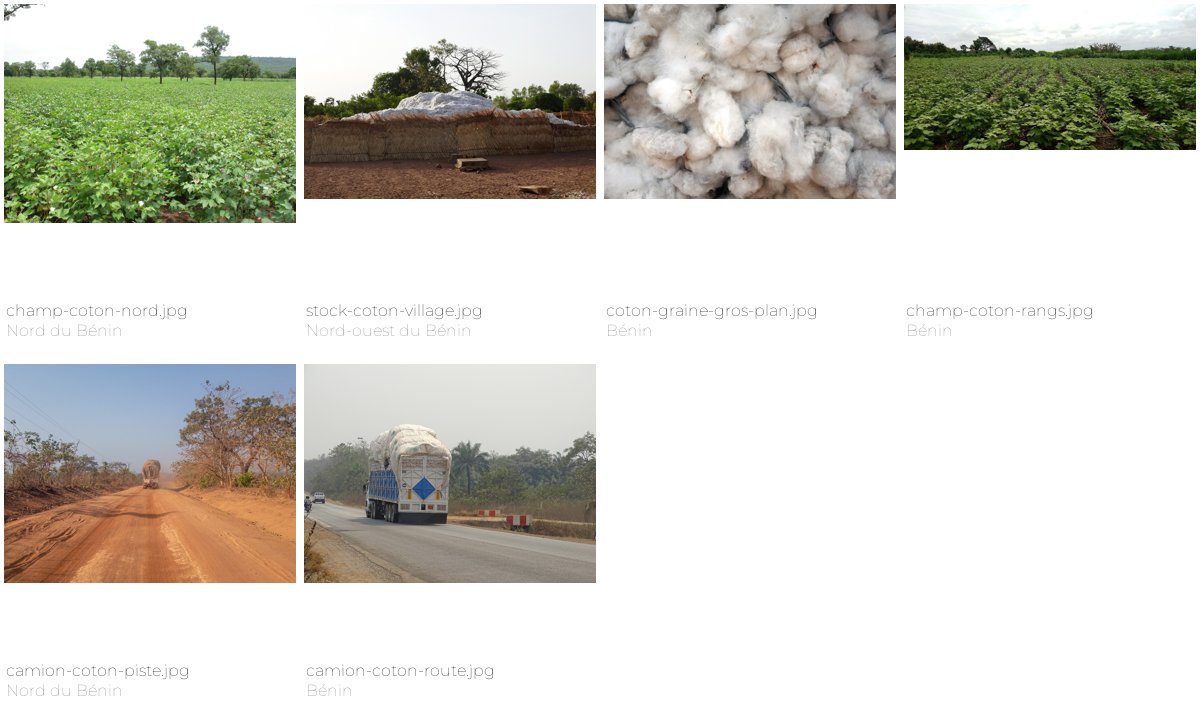 champ-coton-nord.jpg
Nord du Bénin
stock-coton-village.jpg
Nord-ouest du Bénin
coton-graine-gros-plan.jpg
Bénin
champ-coton-rangs.jpg
Bénin
camion-coton-piste.jpg
Nord du Bénin
camion-coton-route.jpg
Bénin